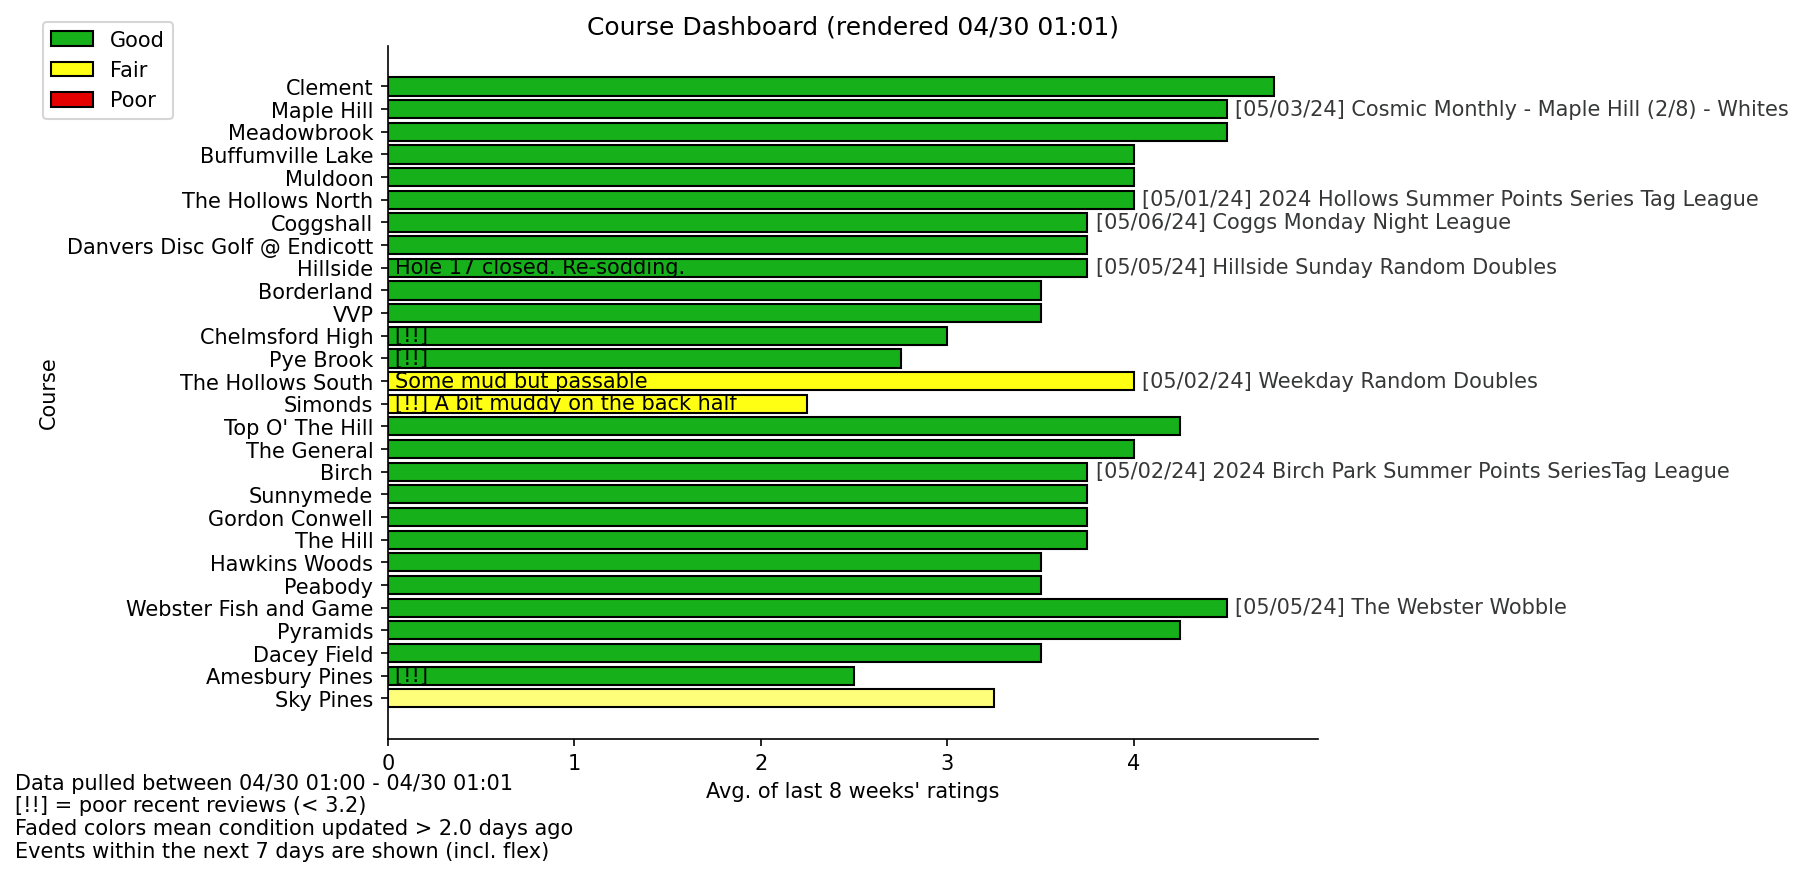 Course Dashboard (rendered 04/30 01:01)
Good
Fair
Poor
Clement
Maple Hill [05/03/24] Cosmic Monthly - Maple Hill (2/8) - Whites
Meadowbrook
Buffumville Lake
Muldoon
The Hollows North [05/01/24] 2024 Hollows Summer Points Series Tag League
Coggshall [05/06/24] Coggs Monday Night League
Danvers Disc Golf @ Endicott
Hillside Hole 17 closed. Re-sodding. [05/05/24] Hillside Sunday Random Doubles
Borderland
VVP
Chelmsford High [!!]
Pye Brook [!!]
The Hollows South Some mud but passable [05/02/24] Weekday Random Doubles
Simonds [!!] A bit muddy on the back half
Top O' The Hill
The General
Birch [05/02/24] 2024 Birch Park Summer Points SeriesTag League
Sunnymede
Gordon Conwell
The Hill
Hawkins Woods
Peabody
Webster Fish and Game [05/05/24] The Webster Wobble
Pyramids
Dacey Field
Amesbury Pines [!!]
Sky Pines
Course
0 1 2 3 4
Avg. of last 8 weeks' ratings
Data pulled between 04/30 01:00 - 04/30 01:01
[!!] = poor recent reviews (< 3.2)
Faded colors mean condition updated > 2.0 days ago
Events within the next 7 days are shown (incl. flex)